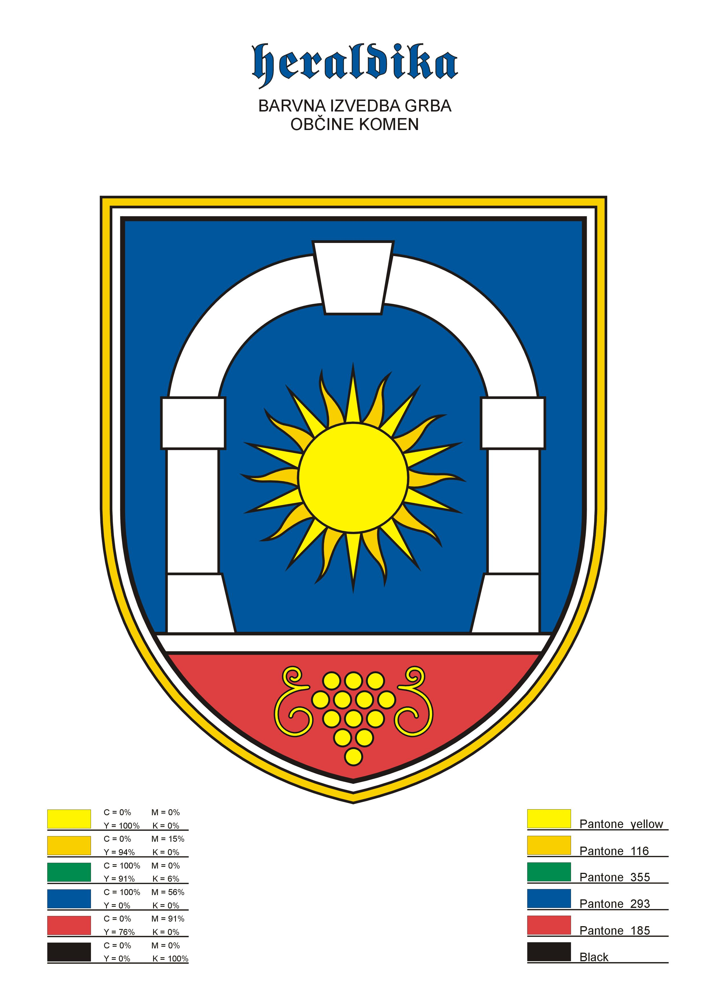 heraldika
BARVNA IZVEDBA GRBA
OBČINE KOMEN
C = 0% M = 0%
Y = 100% K = 0%
C = 0% M = 15%
Y = 94% K = 0%
C = 100% M = 0%
Y = 91% K = 6%
C = 100% M = 56%
Y = 0% K = 0%
C = 0% M = 91%
Y = 76% K = 0%
C = 0% M = 0%
Y = 0% K = 100%
Pantone yellow
Pantone 116
Pantone 355
Pantone 293
Pantone 185
Black